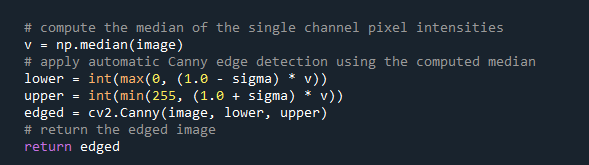 # compute the median of the single channel pixel intensities
v = np.median(image)
# apply automatic Canny edge detection using the computed median
lower = int(max(0, (1.0 - sigma) * v))
upper = int(min(255, (1.0 + sigma) * v))
edged = cv2.Canny(image, lower, upper)
# return the edged image
return edged